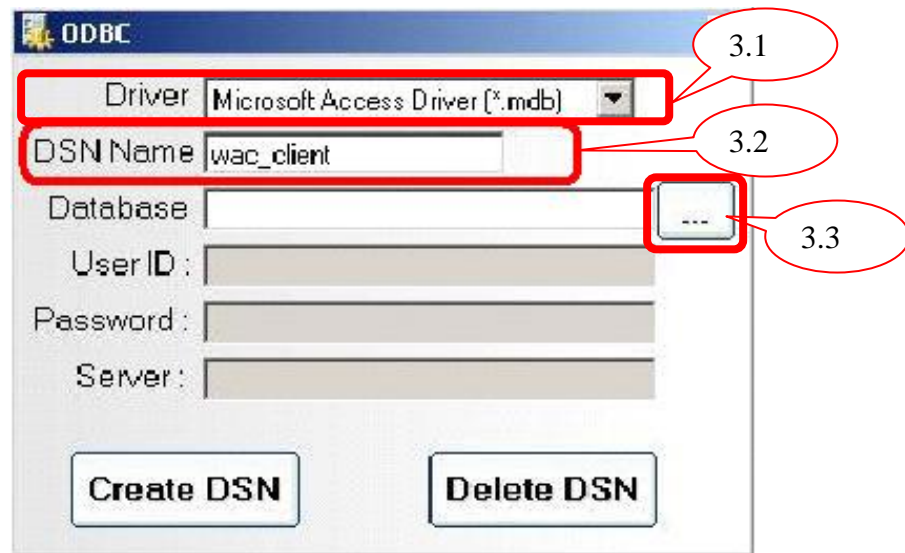 ODBC
3.1
Driver Microsoft Access Driver (*.mdb)
DSN Name wac_client
3.2
Database ...
3.3
User ID :
Password :
Server :
Create DSN Delete DSN